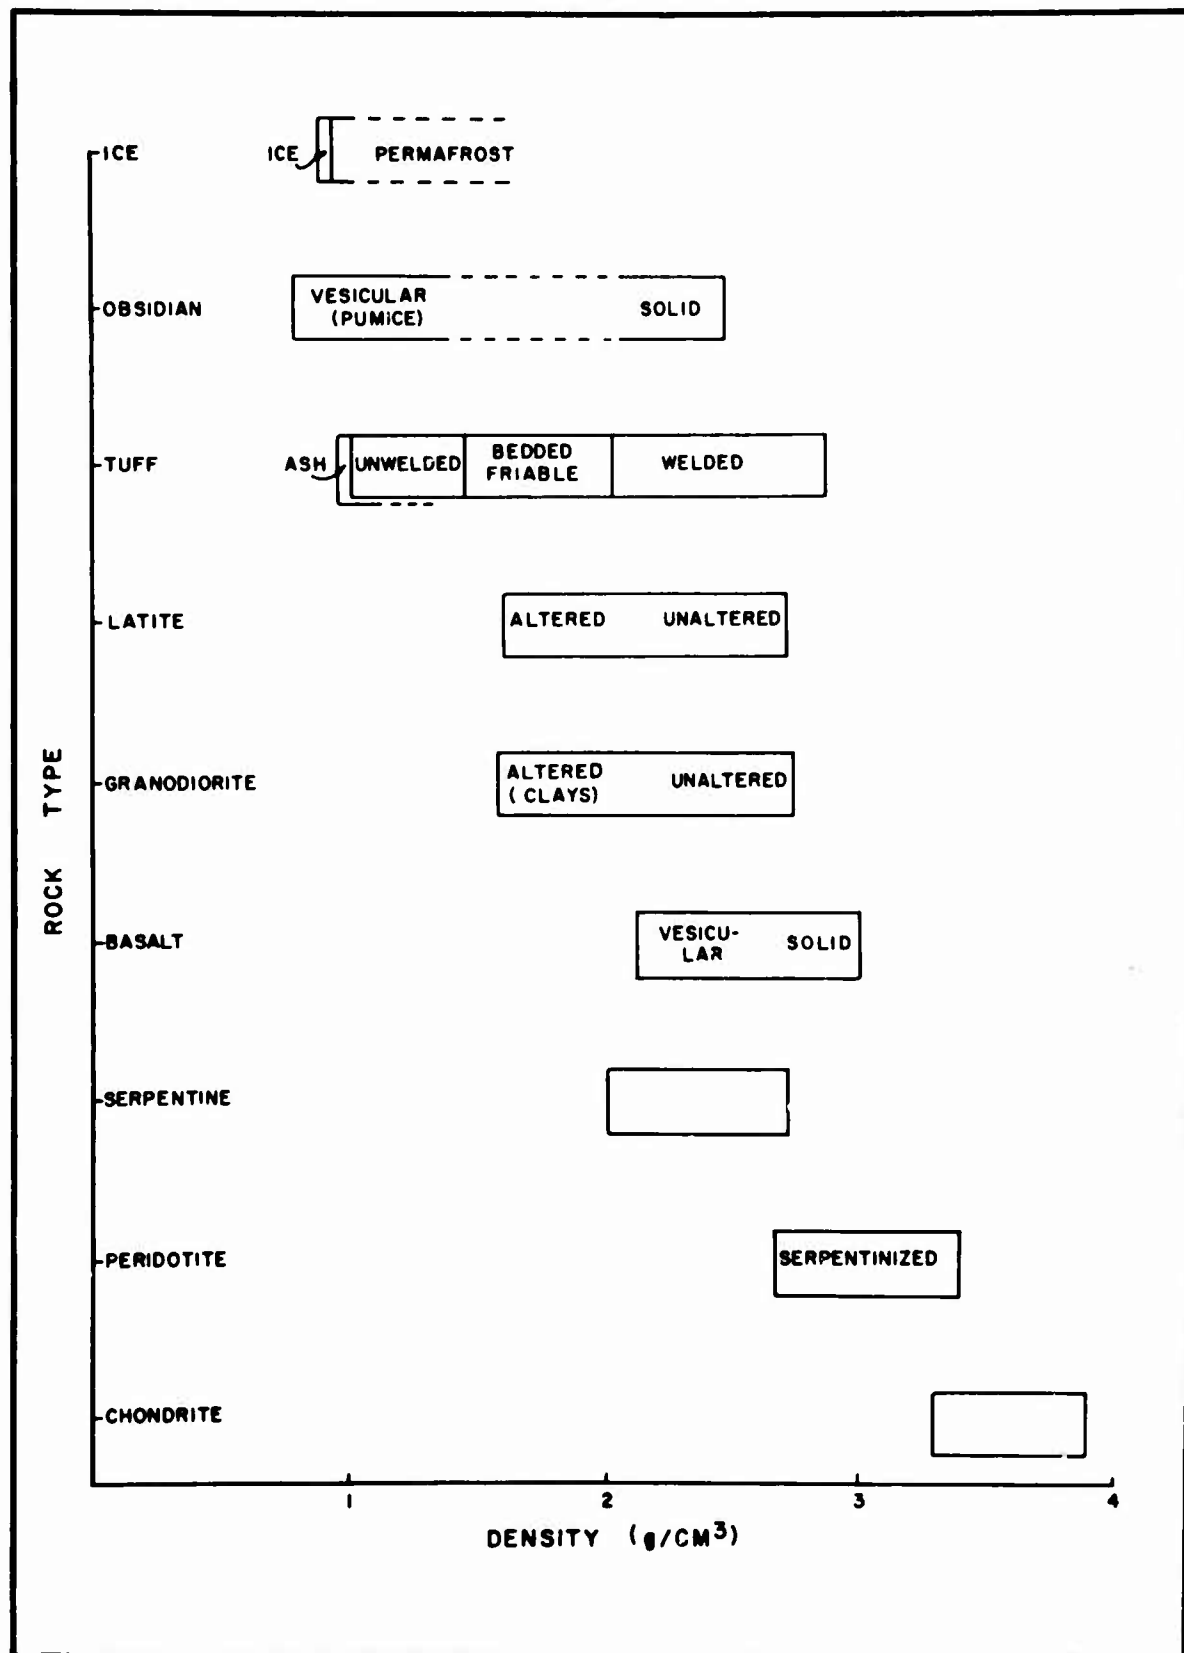 ICE
ICE
PERMAFROST
OBSIDIAN
VESICULAR
(PUMICE)
SOLID
TUFF
ASH
UNWELDED
BEDDED
FRIABLE
WELDED
LATITE
ALTERED
UNALTERED
GRANODIORITE
ALTERED
(CLAYS)
UNALTERED
BASALT
VESICU-
LAR
SOLID
SERPENTINE
PERIDOTITE
SERPENTINIZED
CHONDRITE
ROCK TYPE
1 2 3 4
DENSITY (g/CM³)